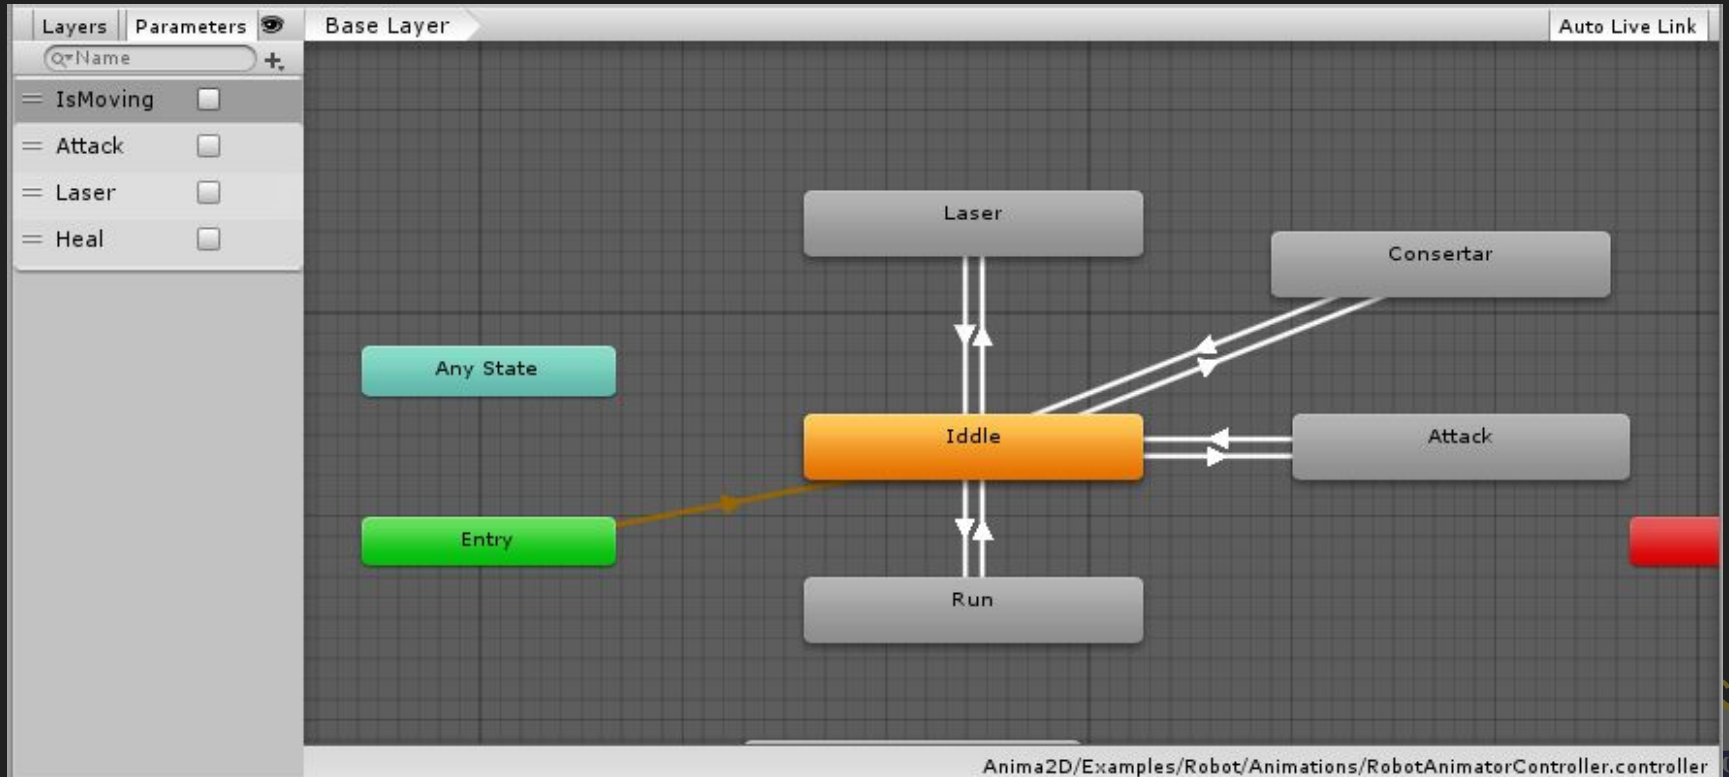 Layers Parameters Base Layer Auto Live Link
Name
IsMoving
Attack
Laser
Heal
Laser
Consertar
Any State
Iddle
Attack
Entry
Run
Anima2D/Examples/Robot/Animations/RobotAnimatorController.controller